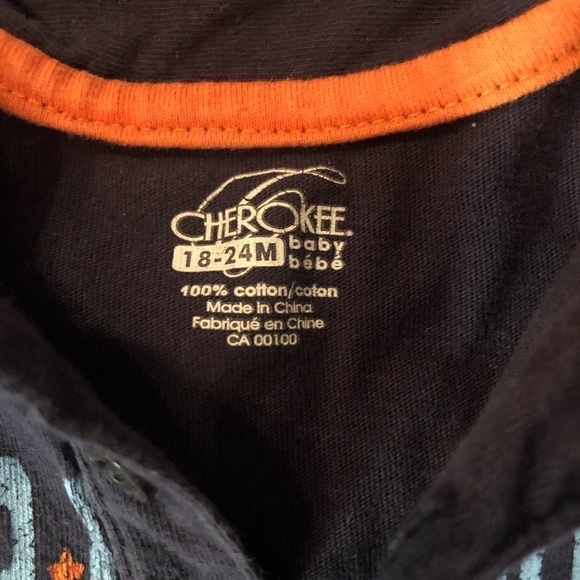 CHEROKEE.
18-24M baby
bébé
100% cotton/coton
Made in China
Fabriqué en Chine
CA 00100